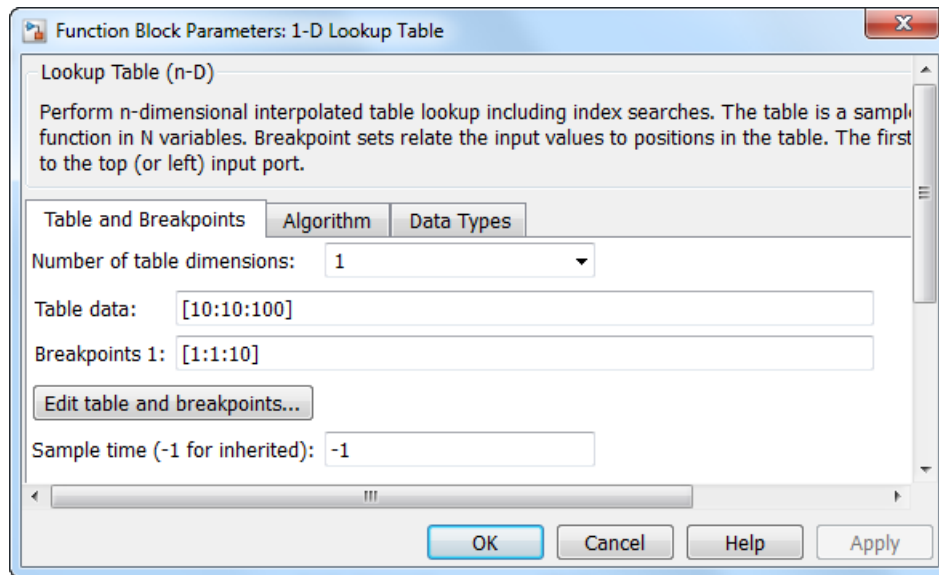 Function Block Parameters: 1-D Lookup Table
Lookup Table (n-D)
Perform n-dimensional interpolated table lookup including index searches. The table is a sampl
function in N variables. Breakpoint sets relate the input values to positions in the table. The first
to the top (or left) input port.
Table and Breakpoints Algorithm Data Types
Number of table dimensions: 1
Table data: [10:10:100]
Breakpoints 1: [1:1:10]
Edit table and breakpoints...
Sample time (-1 for inherited): -1
OK Cancel Help Apply